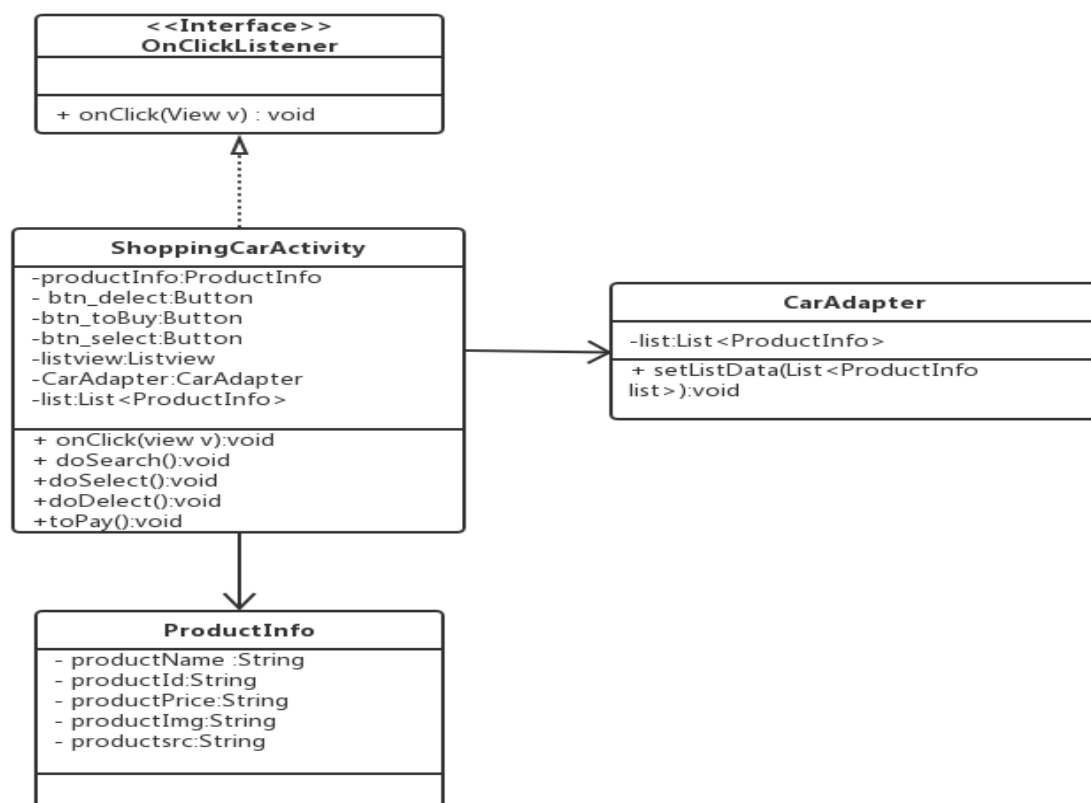 <<Interface>>
OnClickListener
+ onClick(View v) : void
ShoppingCarActivity
-productInfo:ProductInfo
- btn_delect:Button
-btn_toBuy:Button
-btn_select:Button
-listview:Listview
-CarAdapter:CarAdapter
-list:List<ProductInfo>
+ onClick(view v):void
+ doSearch():void
+doSelect():void
+doDelect():void
+toPay():void
CarAdapter
-list:List<ProductInfo>
+ setListData(List<ProductInfo
list>):void
ProductInfo
- productName :String
- productId:String
- productPrice:String
- productImg:String
- productsrc:String